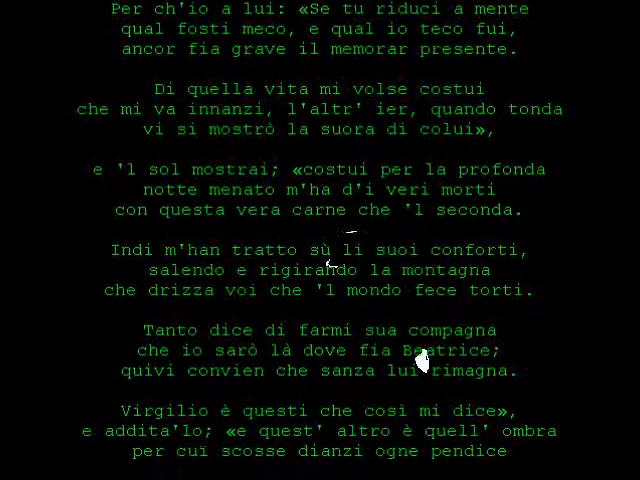 Per ch'io a lui: «Se tu riduci a mente
qual fosti meco, e qual io teco fui,
ancor fia grave il memorar presente.
Di quella vita mi volse costui
che mi va innanzi, l'altr' ier, quando tonda
vi si mostrò la suora di colui»,
e 'l sol mostrai; «costui per la profonda
notte menato m'ha d'i veri morti
con questa vera carne che 'l seconda.
Indi m'han tratto sù li suoi conforti,
salendo e rigirando la montagna
che drizza voi che 'l mondo fece torti.
Tanto dice di farmi sua compagna
che io sarò là dove fia Beatrice;
quivi convien che sanza lui rimagna.
Virgilio è questi che così mi dice»,
e addita'lo; «e quest' altro è quell' ombra
per cuï scosse dianzi ogne pendice